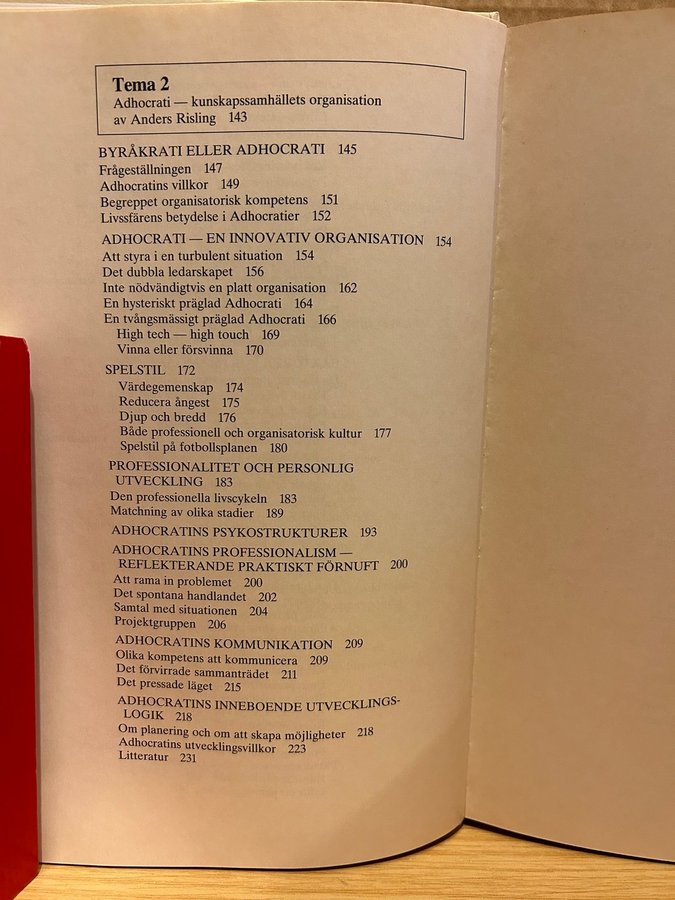 Tema 2
Adhocrati — kunskapssamhällets organisation
av Anders Risling 143
BYRÅKRATI ELLER ADHOCRATI 145
Frågeställningen 147
Adhocratins villkor 149
Begreppet organisatorisk kompetens 151
Livssfärens betydelse i Adhocratier 152
ADHOCRATI — EN INNOVATIV ORGANISATION 154
Att styra i en turbulent situation 154
Det dubbla ledarskapet 156
Inte nödvändigtvis en platt organisation 162
En hysteriskt präglad Adhocrati 164
En tvångsmässigt präglad Adhocrati 166
High tech — high touch 169
Vinna eller försvinna 170
SPELSTIL 172
Värdegemenskap 174
Reducera ångest 175
Djup och bredd 176
Både professionell och organisatorisk kultur 177
Spelstil på fotbollsplanen 180
PROFESSIONALITET OCH PERSONLIG
UTVECKLING 183
Den professionella livscykeln 183
Matchning av olika stadier 189
ADHOCRATINS PSYKOSTRUKTURER 193
ADHOCRATINS PROFESSIONALISM —
REFLEKTERANDE PRAKTISKT FÖRNUFT 200
Att rama in problemet 200
Det spontana handlandet 202
Samtal med situationen 204
Projektgruppen 206
ADHOCRATINS KOMMUNIKATION 209
Olika kompetens att kommunicera 209
Det förvirrade sammanträdet 211
Det pressade läget 215
ADHOCRATINS INNEBOENDE UTVECKLINGS-
LOGIK 218
Om planering och om att skapa möjligheter 218
Adhocratins utvecklingsvillkor 223
Litteratur 231